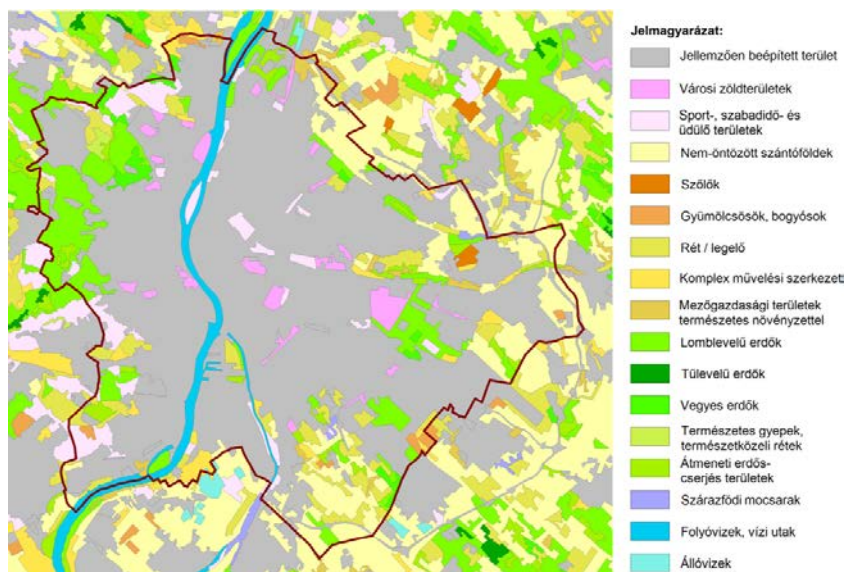 Jelmagyarázat:
Jellemzően beépített terület
Városi zöldterületek
Sport-, szabadidő- és
üdülő területek
Nem-öntözött szántóföldek
Szőlők
Gyümölcsösök, bogyósok
Rét / legelő
Komplex művelési szerkezet:
Mezőgazdasági területek
természetes növényzettel
Lomblevelű erdők
Tűlevelű erdők
Vegyes erdők
Természetes gyepek,
természetközeli rétek
Átmeneti erdős-
cserjés területek
Szárazfödi mocsarak
Folyóvizek, vízi utak
Állóvizek